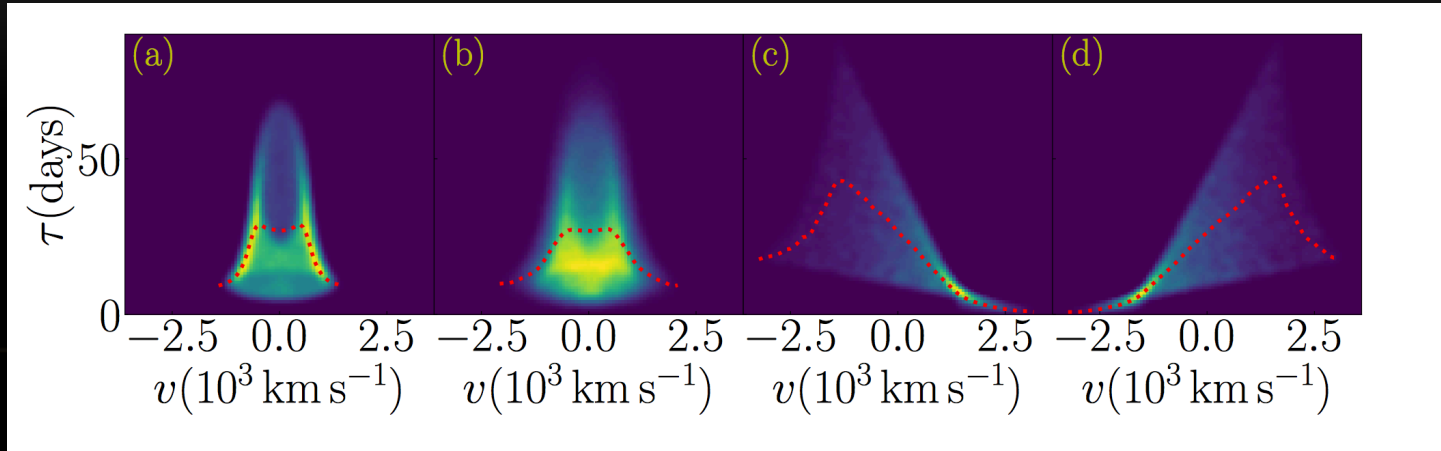 (a) (b) (c) (d)
τ(days)
50
0
−2.5 0.0 2.5 −2.5 0.0 2.5 −2.5 0.0 2.5 −2.5 0.0 2.5
v(10³ km s⁻¹) v(10³ km s⁻¹) v(10³ km s⁻¹) v(10³ km s⁻¹)